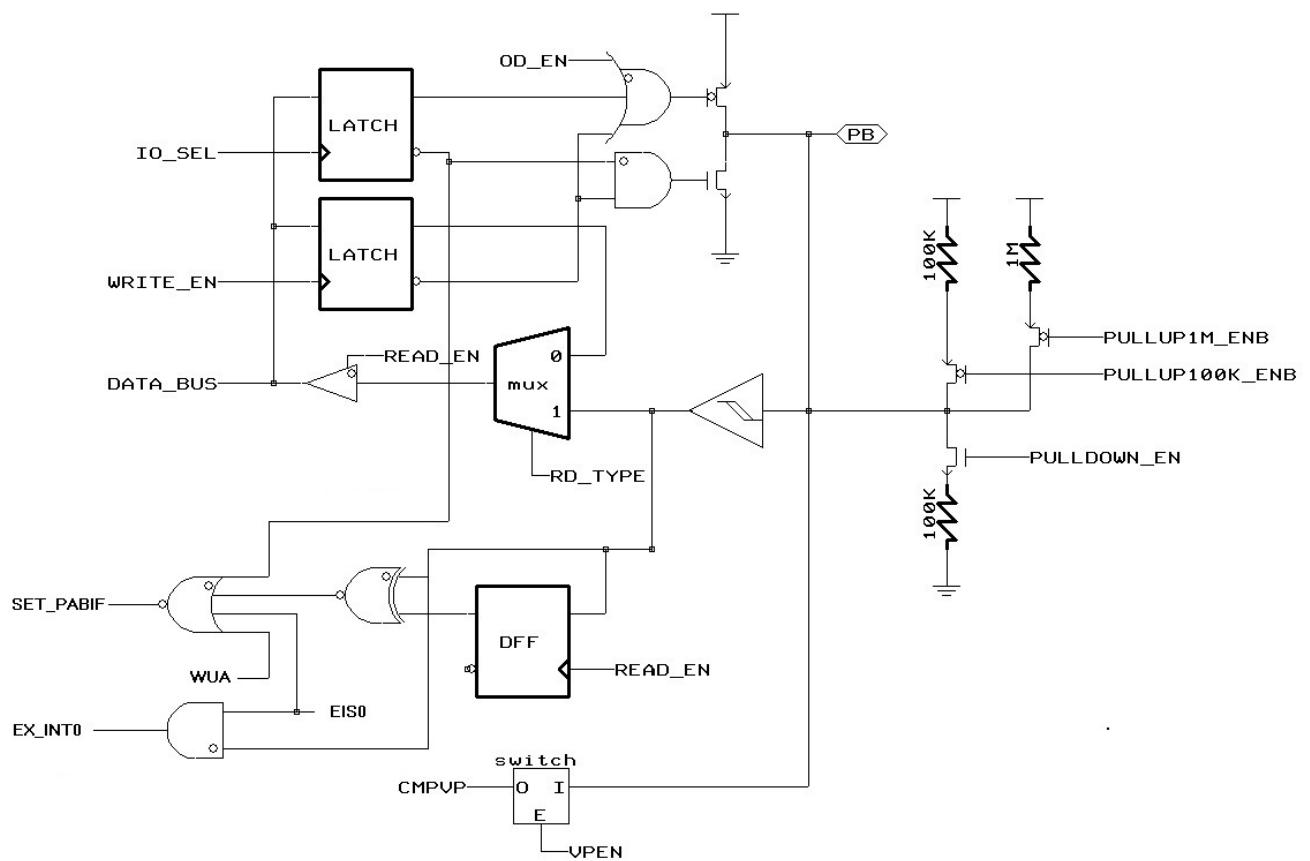 OD_EN
LATCH
IO_SEL
PB
LATCH
WRITE_EN
100K
1M
PULLUP1M_ENB
READ_EN
0
DATA_BUS
mux
PULLUP100K_ENB
1
RD_TYPE
PULLDOWN_EN
100K
SET_PABIF
DFF
WUA
READ_EN
EIS0
EX_INT0
switch
CMPVP
O I
E
VPEN